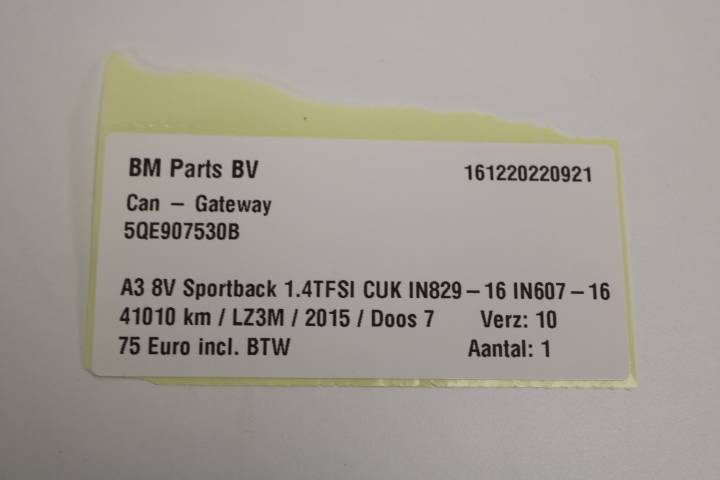 BM Parts BV 161220220921
Can – Gateway
5QE907530B
A3 8V Sportback 1.4TFSI CUK IN829-16 IN607-16
41010 km / LZ3M / 2015 / Doos 7 Verz: 10
75 Euro incl. BTW Aantal: 1